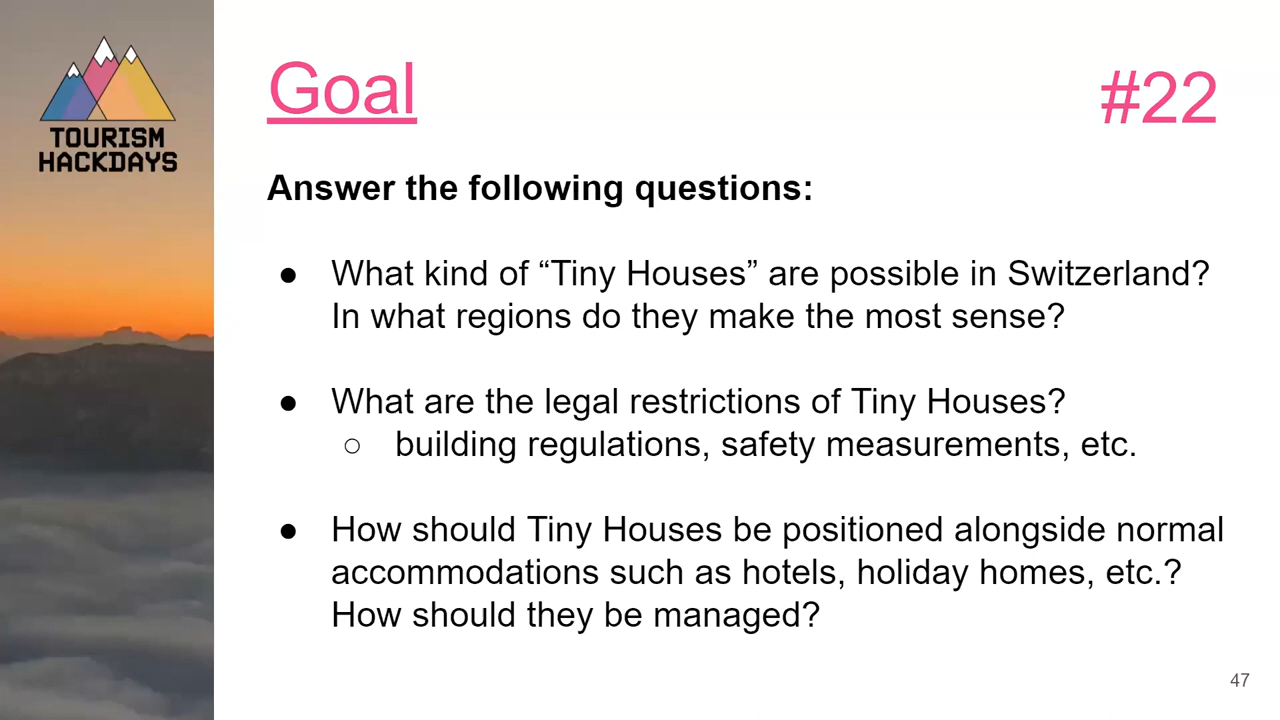 TOURISM
HACKDAYS
Goal
#22
Answer the following questions:
● What kind of “Tiny Houses” are possible in Switzerland?
In what regions do they make the most sense?
● What are the legal restrictions of Tiny Houses?
○ building regulations, safety measurements, etc.
● How should Tiny Houses be positioned alongside normal
accommodations such as hotels, holiday homes, etc.?
How should they be managed?
47